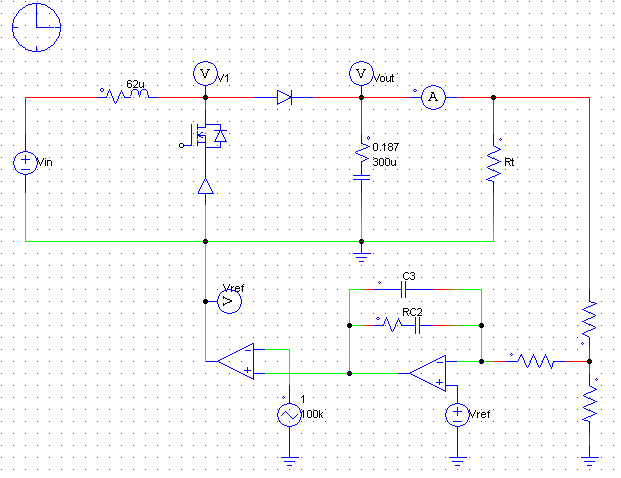 62u
V
V1
V
Vout
A
Vin
0.187
300u
Rt
Vref
V
C3
RC2
1
100k
Vref